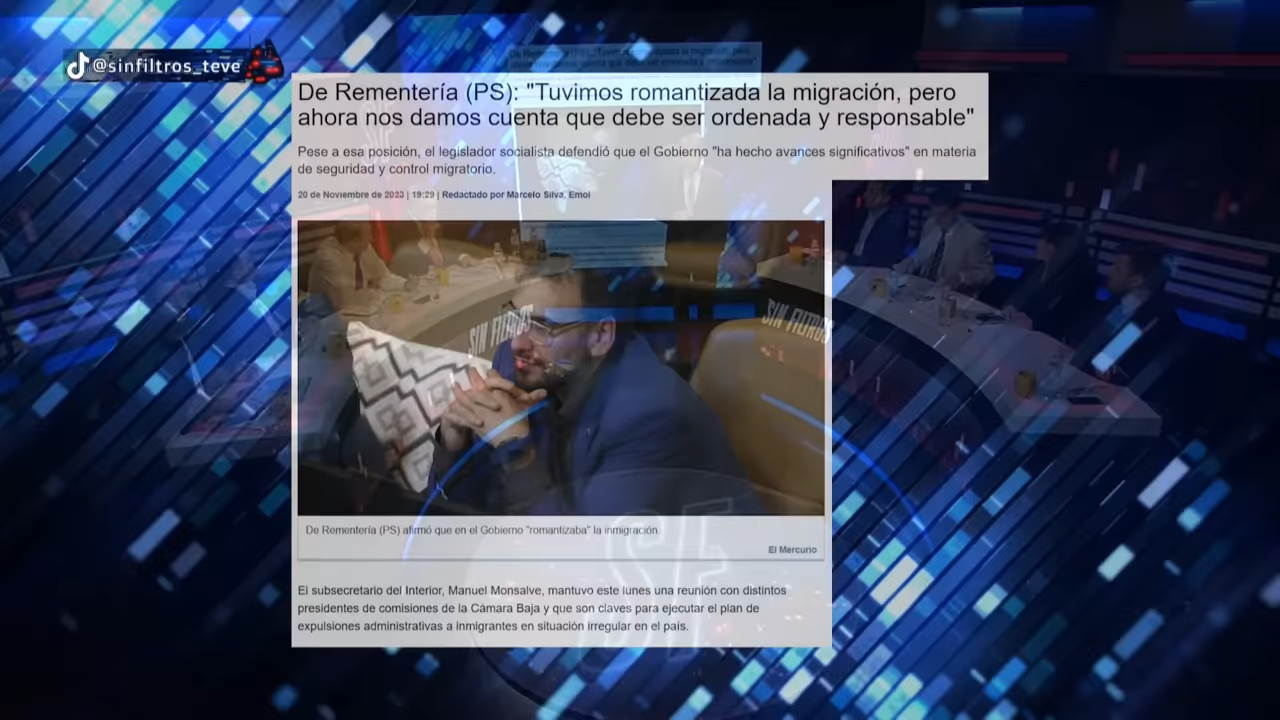 @sinfiltros_teve
De Rementería (PS): "Tuvimos romantizada la migración, pero
ahora nos damos cuenta que debe ser ordenada y responsable"
Pese a esa posición, el legislador socialista defendió que el Gobierno "ha hecho avances significativos" en materia
de seguridad y control migratorio.
20 de Noviembre de 2023 | 19:29 | Redactado por Marcelo Silva, Emol
SIN FILTROS
SIN FILTROS
De Rementería (PS) afirmó que en el Gobierno "romantizaba" la inmigración
El Mercurio
SF
El subsecretario del Interior, Manuel Monsalve, mantuvo este lunes una reunión con distintos
presidentes de comisiones de la Cámara Baja y que son claves para ejecutar el plan de
expulsiones administrativas a inmigrantes en situación irregular en el país.